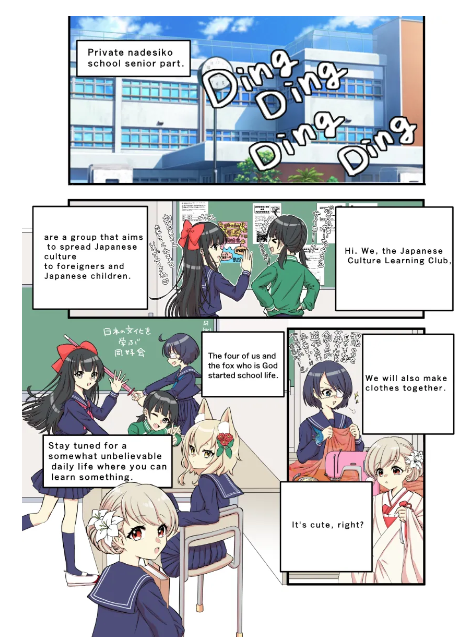 Private nadesiko
school senior part.
Ding
Ding
Ding
Ding
Hi. We, the Japanese
Culture Learning Club,
are a group that aims
to spread Japanese
culture
to foreigners and
Japanese children.
日本の文化を
学ぶ
同好会
The four of us and
the fox who is God
started school life.
We will also make
clothes together.
Stay tuned for a
somewhat
unbelievable
daily life where you
can learn something.
It's cute, right?